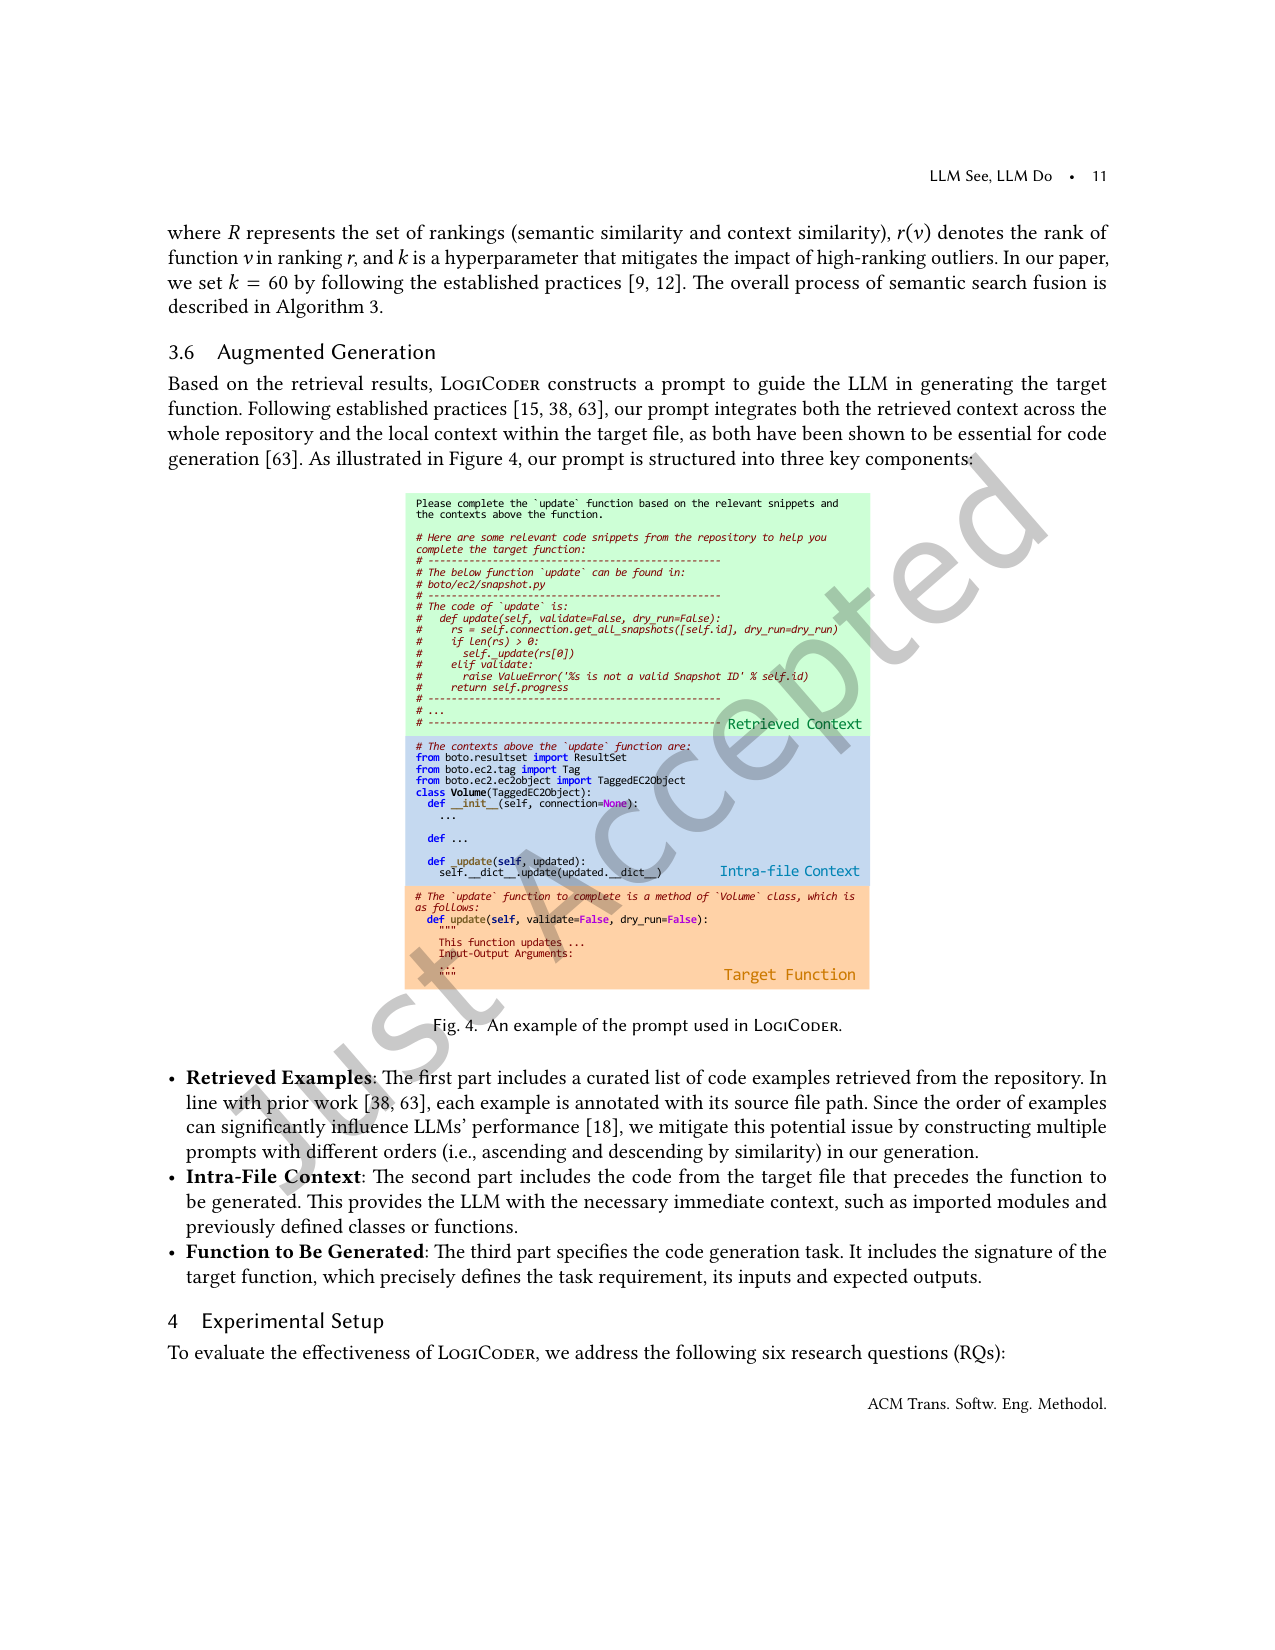 LLM See, LLM Do • 11
where R represents the set of rankings (semantic similarity and context similarity), r(v) denotes the rank of
function v in ranking r, and k is a hyperparameter that mitigates the impact of high-ranking outliers. In our paper,
we set k = 60 by following the established practices [9, 12]. The overall process of semantic search fusion is
described in Algorithm 3.
3.6 Augmented Generation
Based on the retrieval results, LogiCoder constructs a prompt to guide the LLM in generating the target
function. Following established practices [15, 38, 63], our prompt integrates both the retrieved context across the
whole repository and the local context within the target file, as both have been shown to be essential for code
generation [63]. As illustrated in Figure 4, our prompt is structured into three key components:
Please complete the `update` function based on the relevant snippets and
the contexts above the function.
# Here are some relevant code snippets from the repository to help you
complete the target function:
# --------------------------------------------------
# The below function `update` can be found in:
# boto/ec2/snapshot.py
# --------------------------------------------------
# The code of `update` is:
#   def update(self, validate=False, dry_run=False):
#     rs = self.connection.get_all_snapshots([self.id], dry_run=dry_run)
#     if len(rs) > 0:
#       self._update(rs[0])
#     elif validate:
#       raise ValueError('%s is not a valid Snapshot ID' % self.id)
#     return self.progress
# --------------------------------------------------
# ...
# --------------------------------------------------
Retrieved Context
# The contexts above the `update` function are:
from boto.resultset import ResultSet
from boto.ec2.tag import Tag
from boto.ec2.ec2object import TaggedEC2Object
class Volume(TaggedEC2Object):
  def __init__(self, connection=None):
    ...
  def ...
  def _update(self, updated):
    self.__dict__.update(updated.__dict__)
Intra-file Context
# The `update` function to complete is a method of `Volume` class, which is
as follows:
  def update(self, validate=False, dry_run=False):
    """
    This function updates ...
    Input-Output Arguments:
    ...
    """
Target Function
Fig. 4. An example of the prompt used in LogiCoder.
• Retrieved Examples: The first part includes a curated list of code examples retrieved from the repository. In
line with prior work [38, 63], each example is annotated with its source file path. Since the order of examples
can significantly influence LLMs' performance [18], we mitigate this potential issue by constructing multiple
prompts with different orders (i.e., ascending and descending by similarity) in our generation.
• Intra-File Context: The second part includes the code from the target file that precedes the function to
be generated. This provides the LLM with the necessary immediate context, such as imported modules and
previously defined classes or functions.
• Function to Be Generated: The third part specifies the code generation task. It includes the signature of the
target function, which precisely defines the task requirement, its inputs and expected outputs.
4 Experimental Setup
To evaluate the effectiveness of LogiCoder, we address the following six research questions (RQs):
ACM Trans. Softw. Eng. Methodol.
Just Accepted